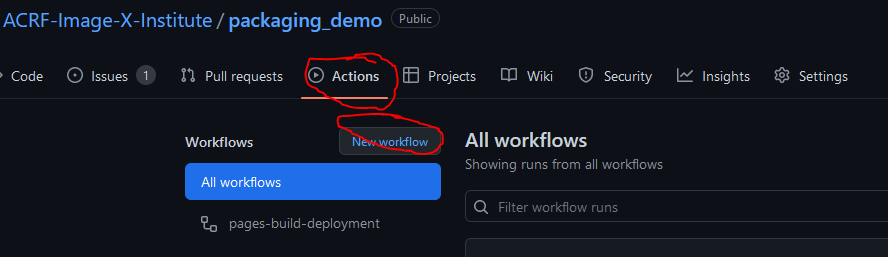 ACRF-Image-X-Institute / packaging_demo Public
Code Issues 1 Pull requests Actions Projects Wiki Security Insights Settings
Workflows New workflow
All workflows
pages-build-deployment
All workflows
Showing runs from all workflows
Filter workflow runs